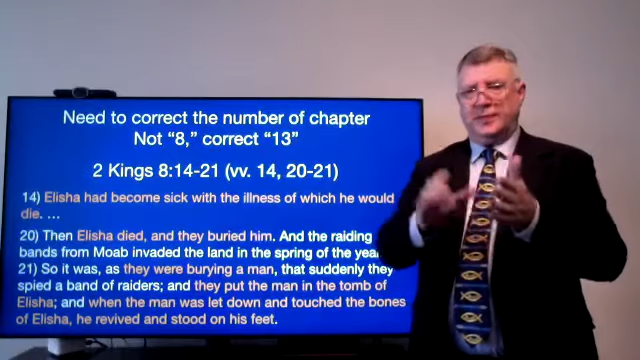 Need to correct the number of chapter
Not “8,” correct “13”
2 Kings 8:14-21 (vv. 14, 20-21)
14) Elisha had become sick with the illness of which he would
die. …
20) Then Elisha died, and they buried him. And the raiding
bands from Moab invaded the land in the spring of the
21) So it was, as they were burying a man, that suddenly they
spied a band of raiders; and they put the man in the tomb of
Elisha; and when the man was let down and touched the bones
of Elisha, he revived and stood on his feet.